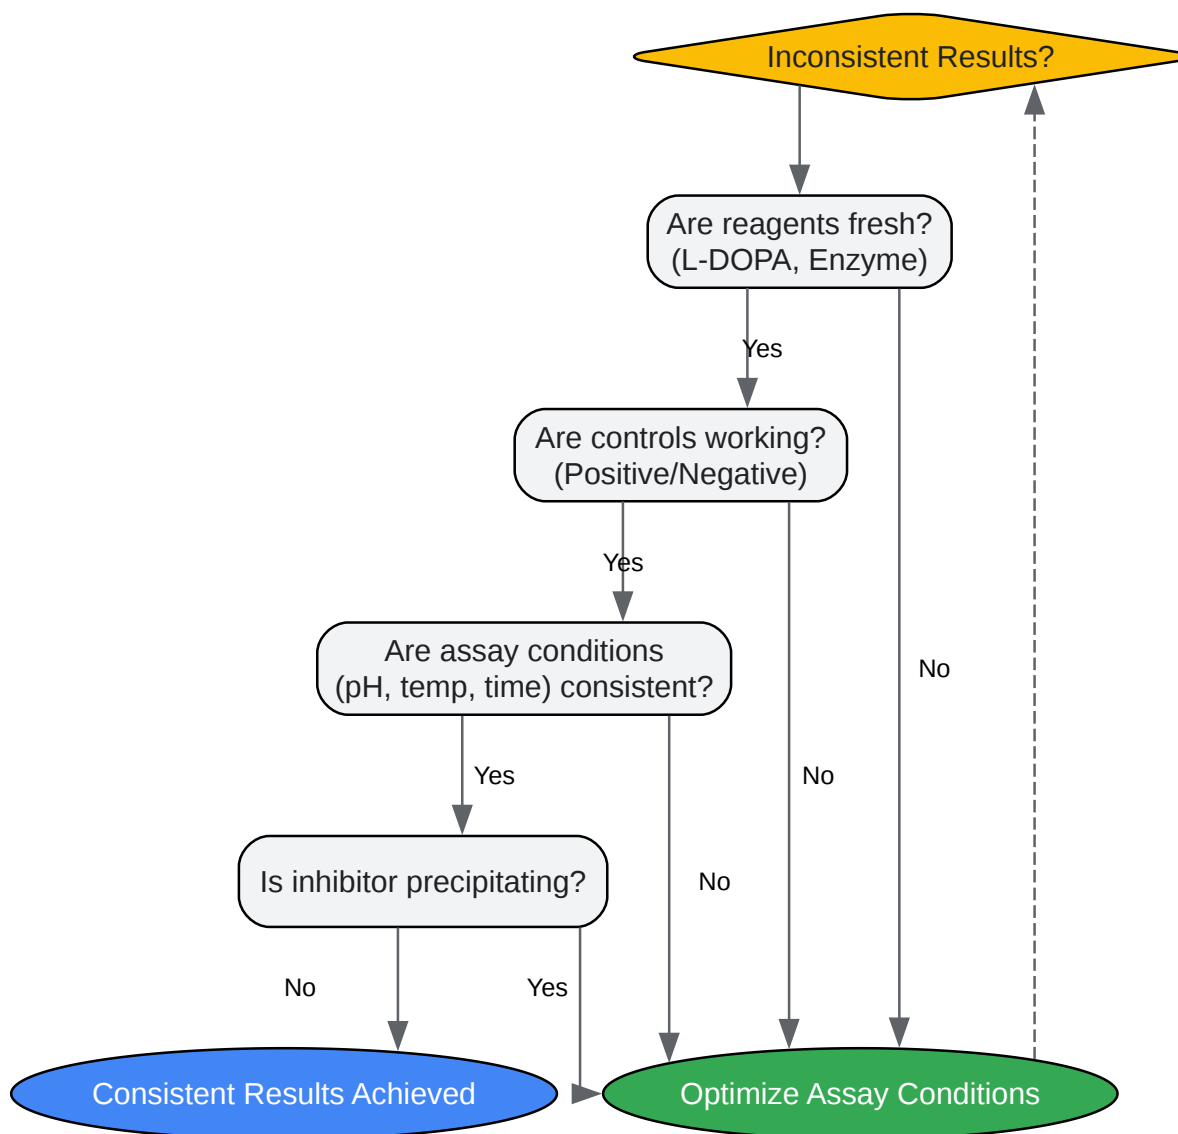 Inconsistent Results?
Are reagents fresh?
(L-DOPA, Enzyme)
Yes
Are controls working?
(Positive/Negative)
Yes
Are assay conditions
(pH, temp, time) consistent?
No
Yes
No
Is inhibitor precipitating?
No
No
Yes
Consistent Results Achieved
Optimize Assay Conditions